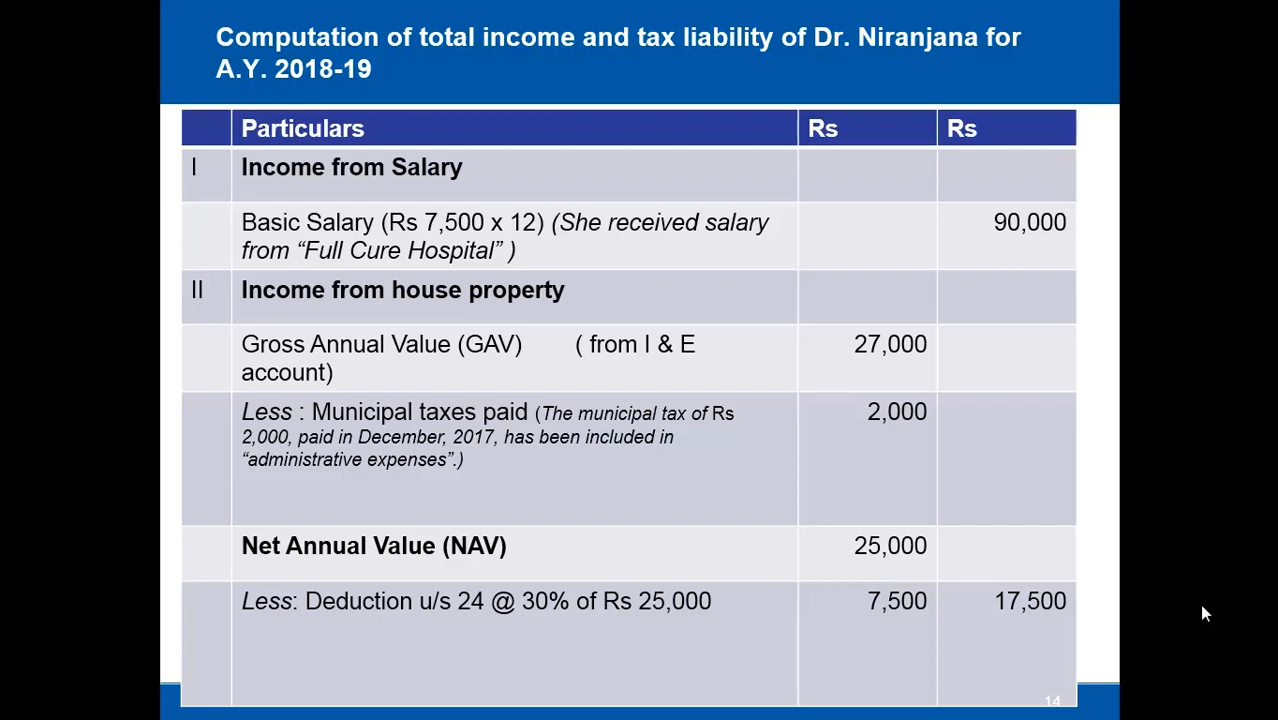 Computation of total income and tax liability of Dr. Niranjana for
A.Y. 2018-19
Particulars Rs Rs
I Income from Salary
Basic Salary (Rs 7,500 x 12) (She received salary 90,000
from “Full Cure Hospital” )
II Income from house property
Gross Annual Value (GAV) ( from I & E 27,000
account)
Less : Municipal taxes paid (The municipal tax of Rs 2,000
2,000, paid in December, 2017, has been included in
“administrative expenses”.)
Net Annual Value (NAV) 25,000
Less: Deduction u/s 24 @ 30% of Rs 25,000 7,500 17,500
14